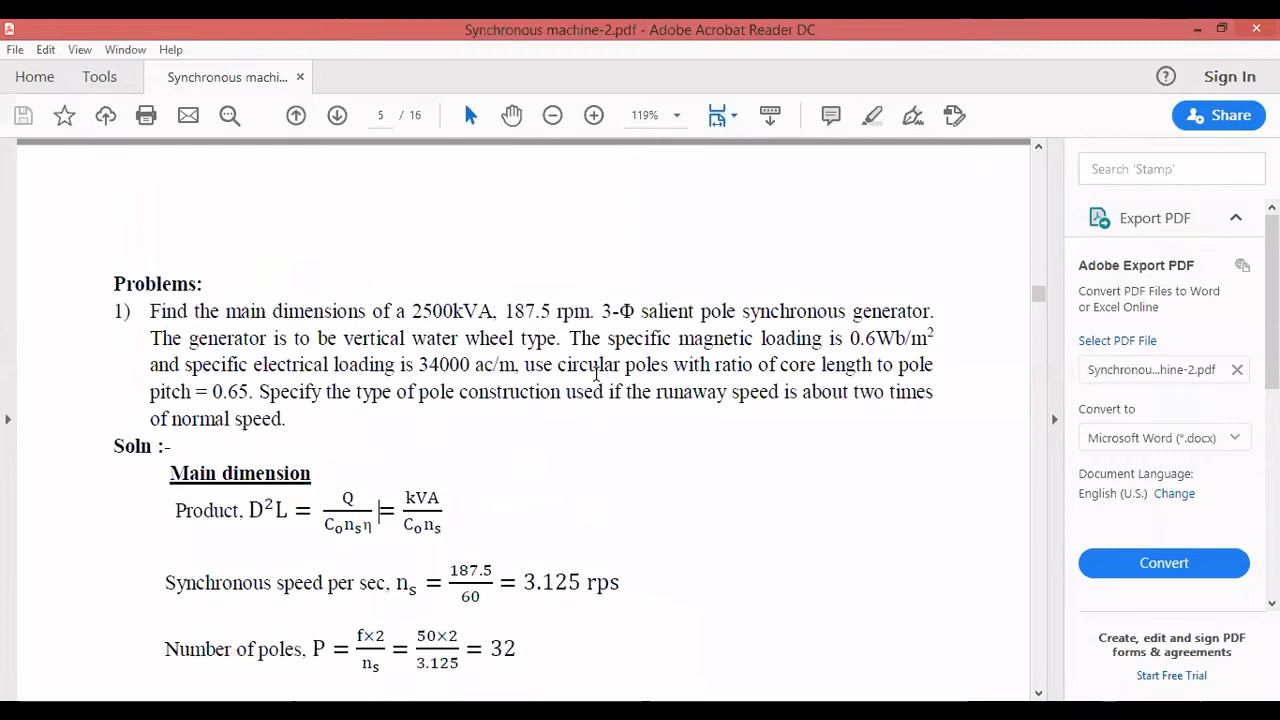 Synchronous machine-2.pdf - Adobe Acrobat Reader DC
File Edit View Window Help
Home Tools Synchronous machi... × Sign In
5 / 16 119% Share
Search 'Stamp'
Export PDF
Adobe Export PDF
Convert PDF Files to Word
or Excel Online
Select PDF File
Synchronou...hine-2.pdf ×
Convert to
Microsoft Word (*.docx)
Document Language:
English (U.S.) Change
Convert
Create, edit and sign PDF
forms & agreements
Start Free Trial
Problems:
1) Find the main dimensions of a 2500kVA, 187.5 rpm. 3-Φ salient pole synchronous generator.
The generator is to be vertical water wheel type. The specific magnetic loading is 0.6Wb/m²
and specific electrical loading is 34000 ac/m, use circular poles with ratio of core length to pole
pitch = 0.65. Specify the type of pole construction used if the runaway speed is about two times
of normal speed.
Soln :-
Main dimension
Product, D²L = Q / Cₒnₛη = kVA / Cₒnₛ
Synchronous speed per sec, nₛ = 187.5 / 60 = 3.125 rps
Number of poles, P = f×2 / nₛ = 50×2 / 3.125 = 32